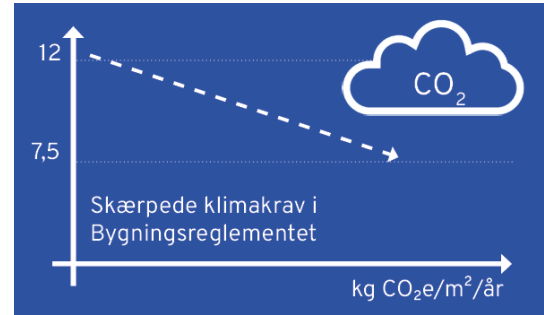 12
CO₂
7,5
Skærpede klimakrav i
Bygningsreglementet
kg CO₂e/m²/år